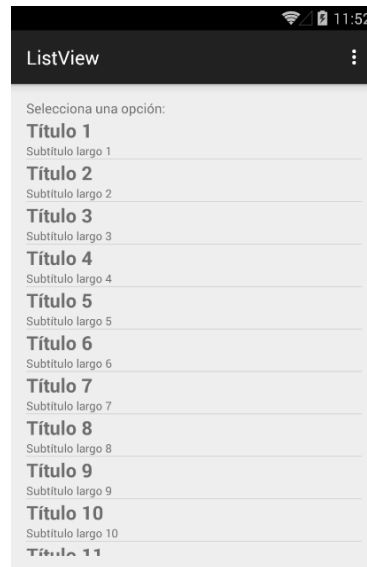 11:52
ListView
Selecciona una opción:
Título 1
Subtítulo largo 1
Título 2
Subtítulo largo 2
Título 3
Subtítulo largo 3
Título 4
Subtítulo largo 4
Título 5
Subtítulo largo 5
Título 6
Subtítulo largo 6
Título 7
Subtítulo largo 7
Título 8
Subtítulo largo 8
Título 9
Subtítulo largo 9
Título 10
Subtítulo largo 10
Título 11